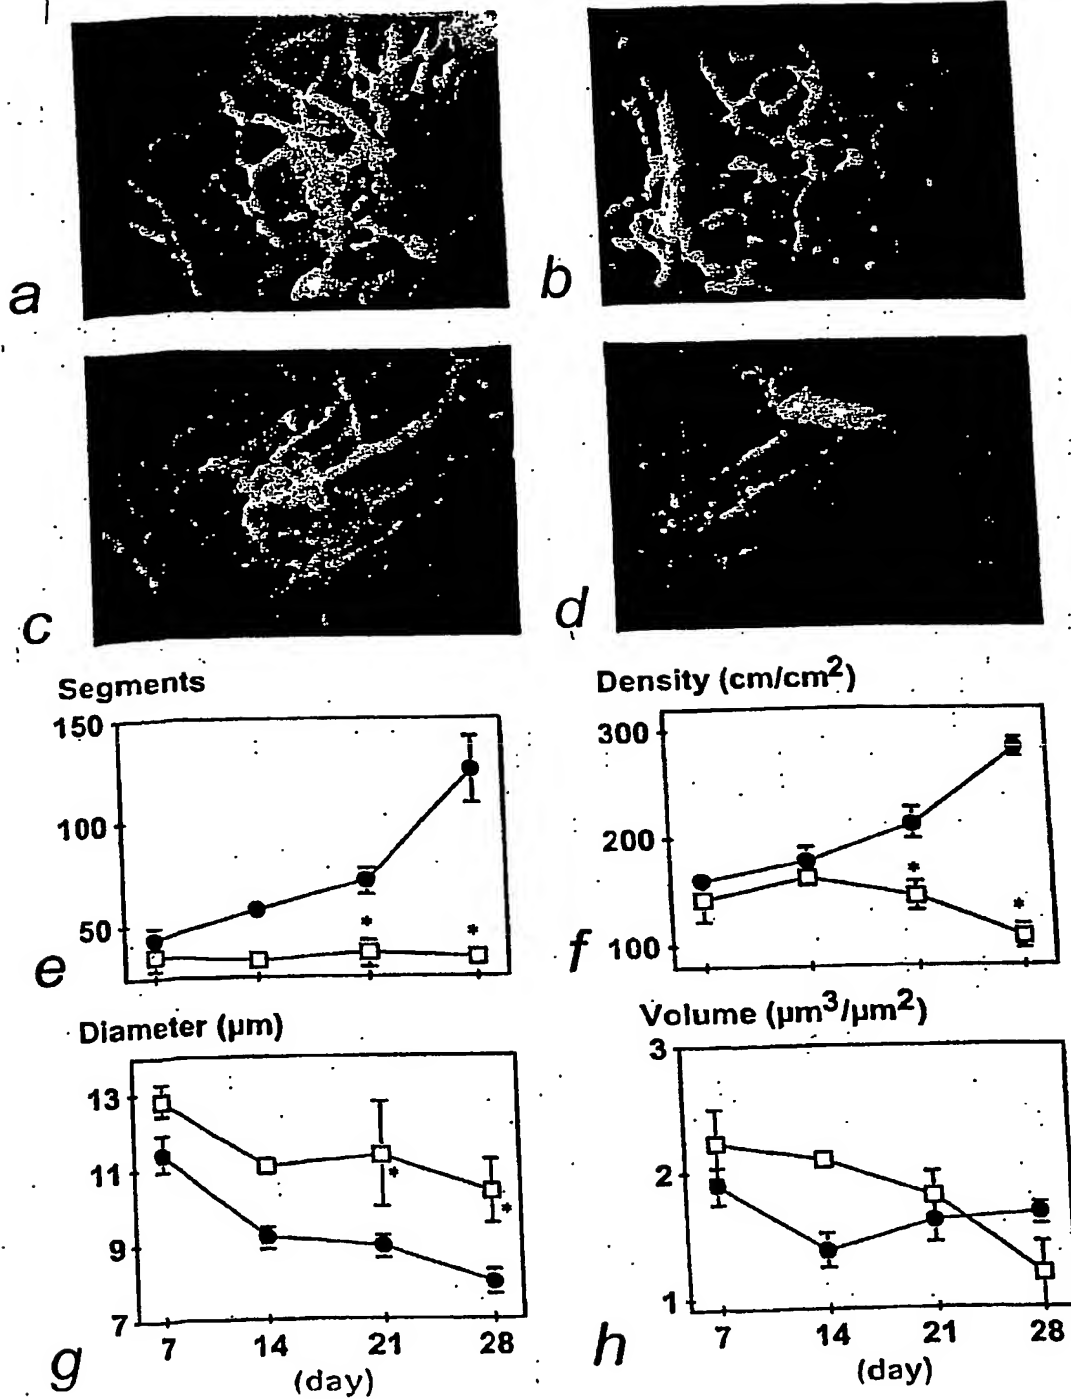 a
b
c
d
Segments
150
100
50
e
*
*
Density (cm/cm2)
300
200
100
f
*
*
Diameter (µm)
13
11
9
7
g
*
*
7 14 21 28
(day)
Volume (µm3/µm2)
3
2
1
h
7 14 21 28
(day)